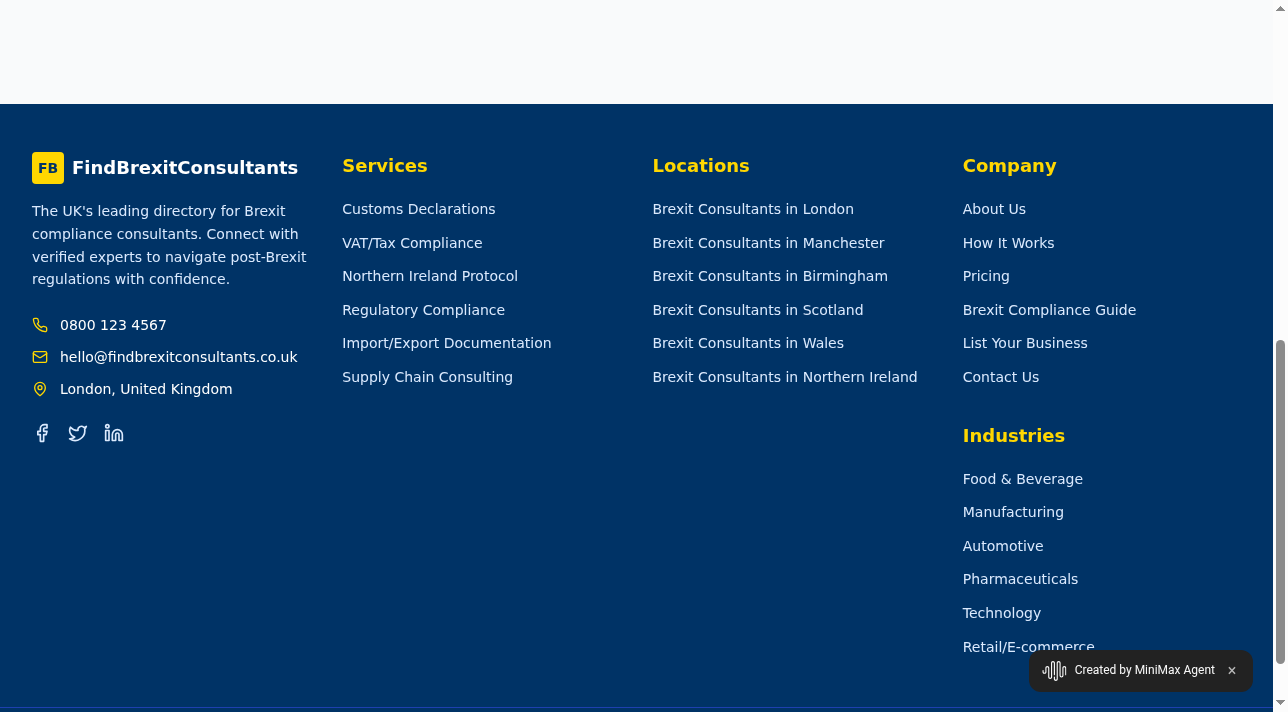 FB FindBrexitConsultants
The UK's leading directory for Brexit
compliance consultants. Connect with
verified experts to navigate post-Brexit
regulations with confidence.
0800 123 4567
hello@findbrexitconsultants.co.uk
London, United Kingdom
Services
Customs Declarations
VAT/Tax Compliance
Northern Ireland Protocol
Regulatory Compliance
Import/Export Documentation
Supply Chain Consulting
Locations
Brexit Consultants in London
Brexit Consultants in Manchester
Brexit Consultants in Birmingham
Brexit Consultants in Scotland
Brexit Consultants in Wales
Brexit Consultants in Northern Ireland
Company
About Us
How It Works
Pricing
Brexit Compliance Guide
List Your Business
Contact Us
Industries
Food & Beverage
Manufacturing
Automotive
Pharmaceuticals
Technology
Retail/E-commerce
Created by MiniMax Agent